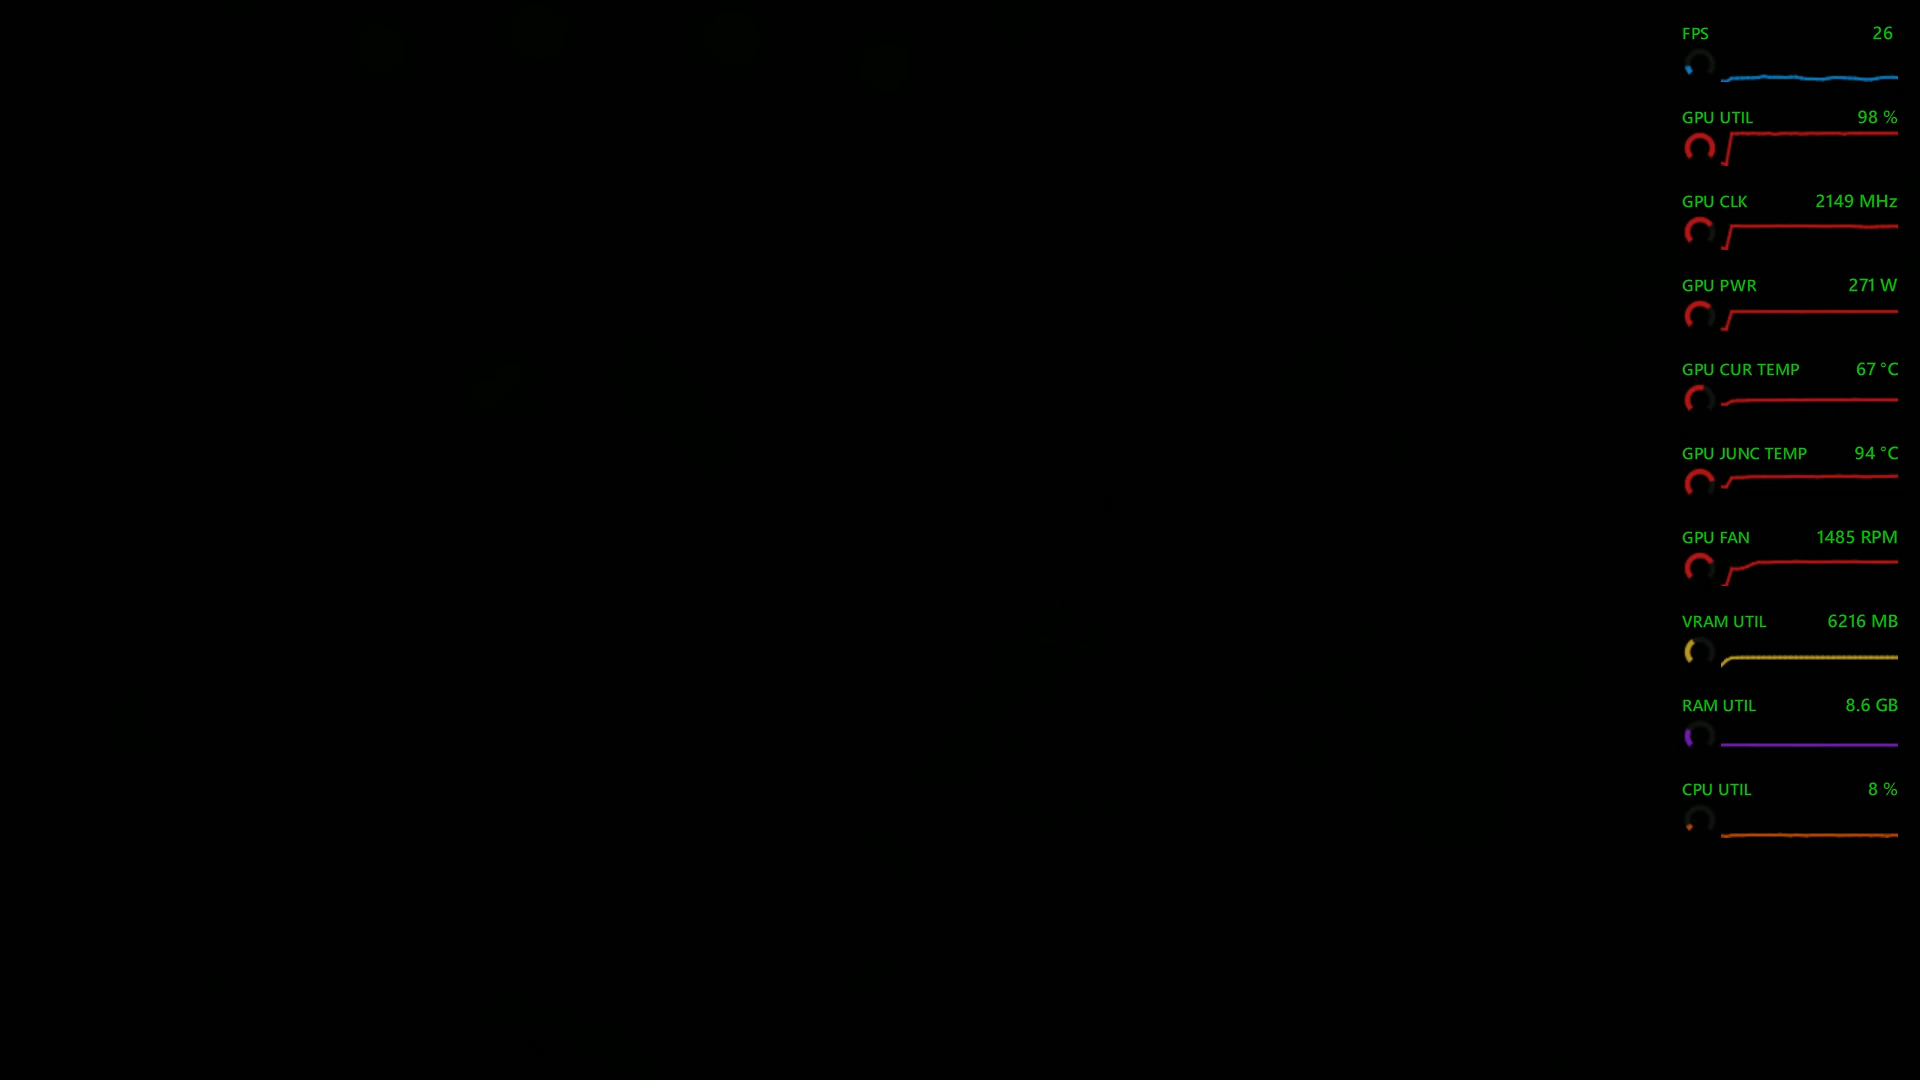 FPS 26
GPU UTIL 98 %
GPU CLK 2149 MHz
GPU PWR 271 W
GPU CUR TEMP 67 °C
GPU JUNC TEMP 94 °C
GPU FAN 1485 RPM
VRAM UTIL 6216 MB
RAM UTIL 8.6 GB
CPU UTIL 8 %